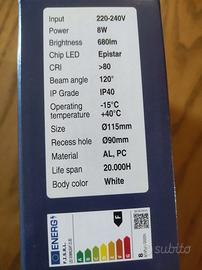 Input 220-240V
Power 8W
Brightness 680lm
Chip LED Epistar
CRI >80
Beam angle 120°
IP Grade IP40
Operating temperature -15°C +40°C
Size Ø115mm
Recess hole Ø90mm
Material AL, PC
Life span 20.000H
Body color White
ENERG
F
8
subito